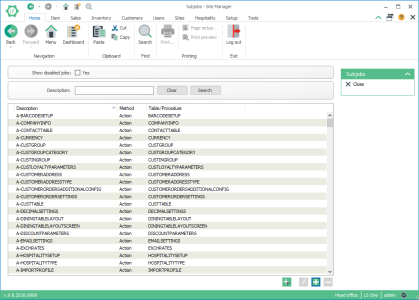 Subjobs - Site Manager
Home Item Sales Inventory Customers Users Sites Hospitality Setup Tools
Back Forward Menu Dashboard Paste Cut Copy Search Print... Page setup... Print preview Log out
Navigation Clipboard Find Printing Exit
Show disabled jobs: Yes
Description: Clear Search
Subjobs
Close
Description Method Table/Procedure
A-BARCODESETUP Action BARCODESETUP
A-COMPANYINFO Action COMPANYINFO
A-CONTACTTABLE Action CONTACTTABLE
A-CURRENCY Action CURRENCY
A-CUSTGROUP Action CUSTGROUP
A-CUSTGROUPCATEGORY Action CUSTGROUPCATEGORY
A-CUSTINGROUP Action CUSTINGROUP
A-CUSTLOYALTYPARAMETERS Action CUSTLOYALTYPARAMETERS
A-CUSTOMERADDRESS Action CUSTOMERADDRESS
A-CUSTOMERADDRESSTYPE Action CUSTOMERADDRESSTYPE
A-CUSTOMERORDERSADDITIONALCONFIG Action CUSTOMERORDERSADDITIONALCONFIG
A-CUSTOMERORDERSETTINGS Action CUSTOMERORDERSETTINGS
A-CUSTTABLE Action CUSTTABLE
A-DECIMALSETTINGS Action DECIMALSETTINGS
A-DININGTABLELAYOUT Action DININGTABLELAYOUT
A-DININGTABLELAYOUTSCREEN Action DININGTABLELAYOUTSCREEN
A-DISCOUNTPARAMETERS Action DISCOUNTPARAMETERS
A-EMAILSETTINGS Action EMAILSETTINGS
A-EXCHRATES Action EXCHRATES
A-HOSPITALITYSETUP Action HOSPITALITYSETUP
A-HOSPITALITYTYPE Action HOSPITALITYTYPE
A-IMPORTPROFILE Action IMPORTPROFILE
Head office LS One admin